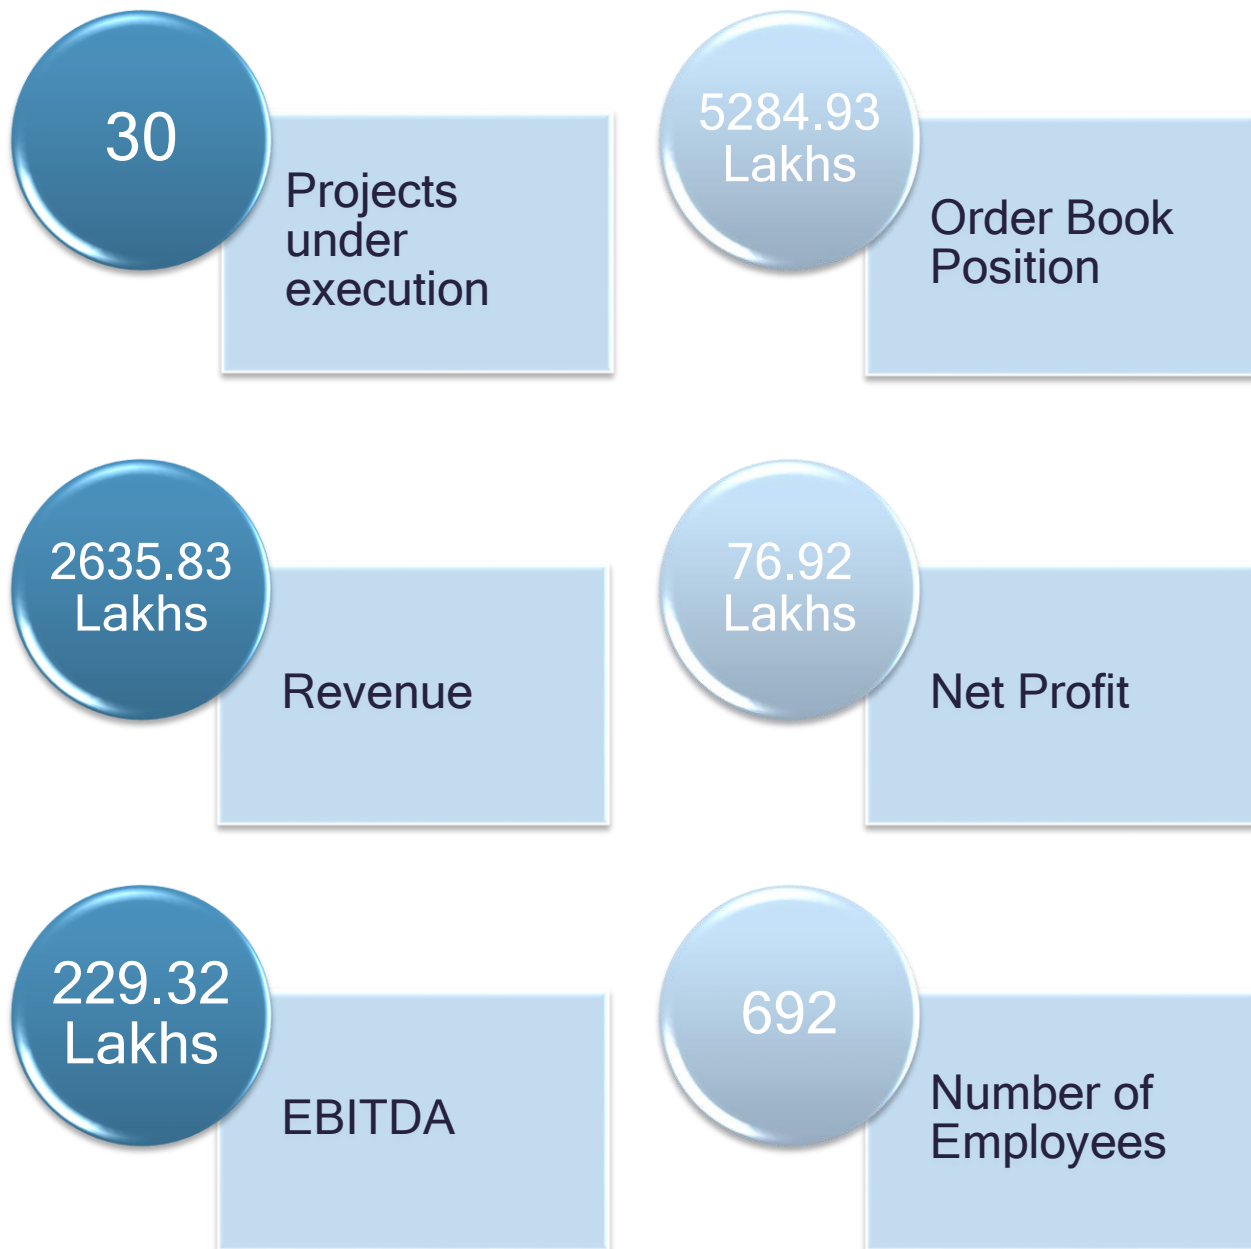 30
Projects
under
execution
5284.93
Lakhs
Order Book
Position
2635.83
Lakhs
Revenue
76.92
Lakhs
Net Profit
229.32
Lakhs
EBITDA
692
Number of
Employees